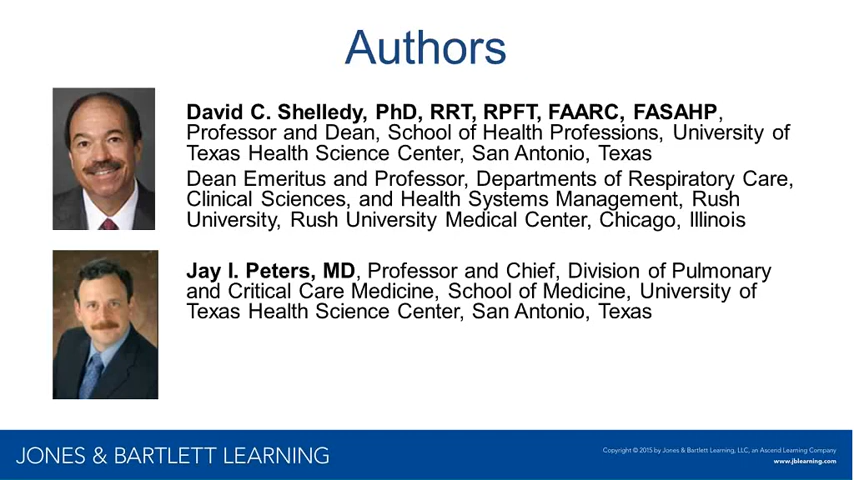 Authors
David C. Shelledy, PhD, RRT, RPFT, FAARC, FASAHP,
Professor and Dean, School of Health Professions, University of
Texas Health Science Center, San Antonio, Texas
Dean Emeritus and Professor, Departments of Respiratory Care,
Clinical Sciences, and Health Systems Management, Rush
University, Rush University Medical Center, Chicago, Illinois
Jay I. Peters, MD, Professor and Chief, Division of Pulmonary
and Critical Care Medicine, School of Medicine, University of
Texas Health Science Center, San Antonio, Texas
JONES & BARTLETT LEARNING
Copyright © 2015 by Jones & Bartlett Learning, LLC, an Ascend Learning Company
www.jblearning.com